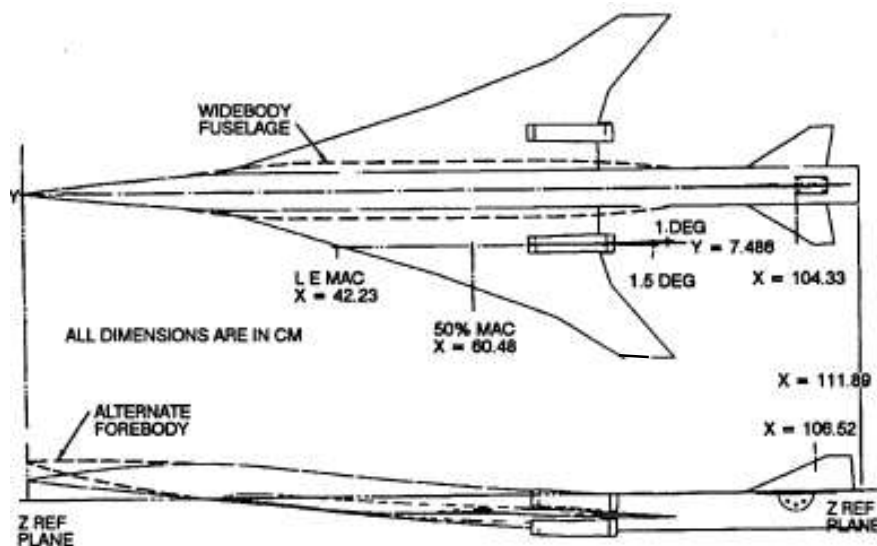 WIDEBODY
FUSELAGE
Y
1.DEG
Y = 7.486
L E MAC
X = 42.23
1.5 DEG
X = 104.33
ALL DIMENSIONS ARE IN CM
50% MAC
X = 60.48
X = 111.89
ALTERNATE
FOREBODY
X = 106.52
Z REF
PLANE
Z REF
PLANE